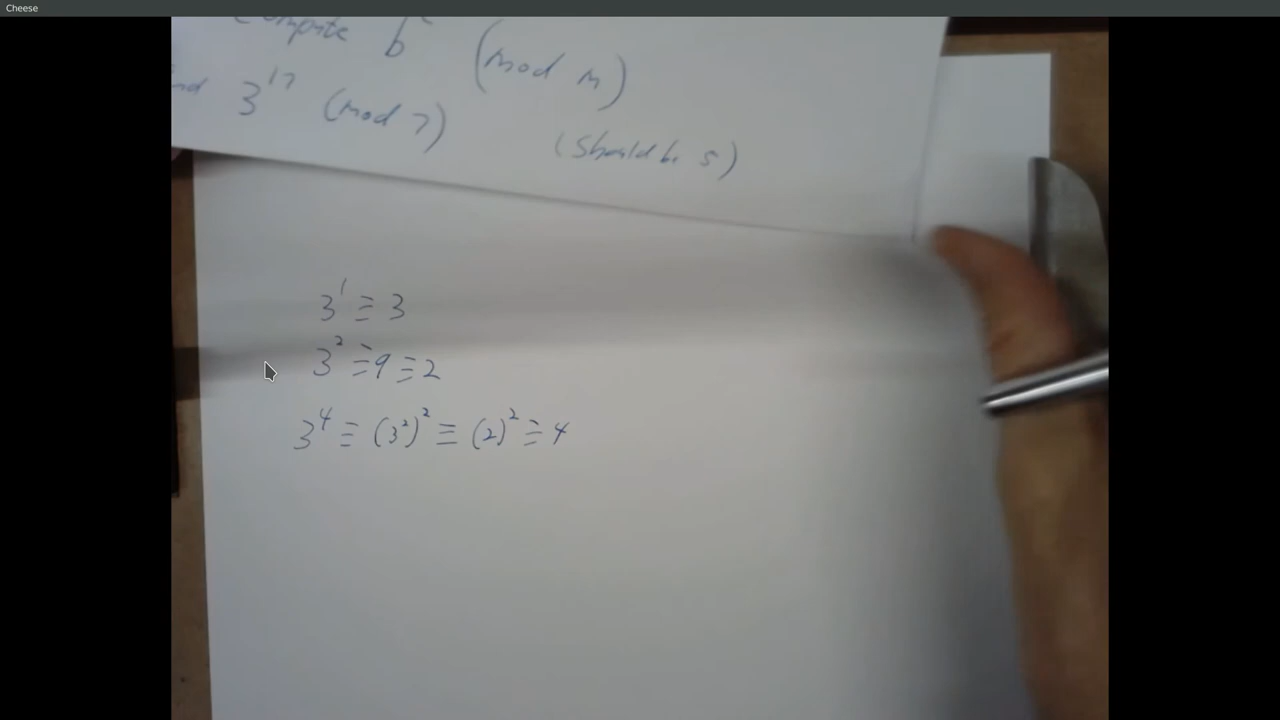 Cheese
Compute b (mod m)
3^17 (mod 7) (Should be 5)
3^1 ≡ 3
3^2 ≡ 9 ≡ 2
3^4 ≡ (3^2)^2 ≡ (2)^2 ≡ 4